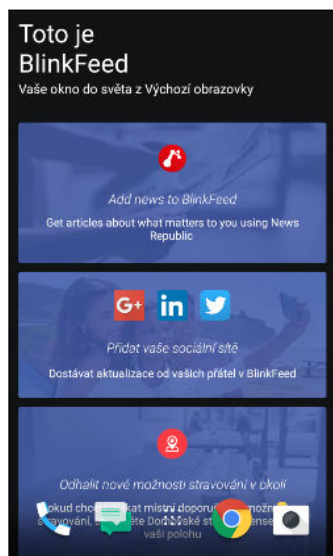 Toto je
BlinkFeed
Vaše okno do světa z Výchozí obrazovky
Add news to BlinkFeed
Get articles about what matters to you using News
Republic
G+ in
Přidat vaše sociální sítě
Dostávat aktualizace od vašich přátel v BlinkFeed
Odhalit nové možnosti stravování v okolí
stravování,
vaši polohu